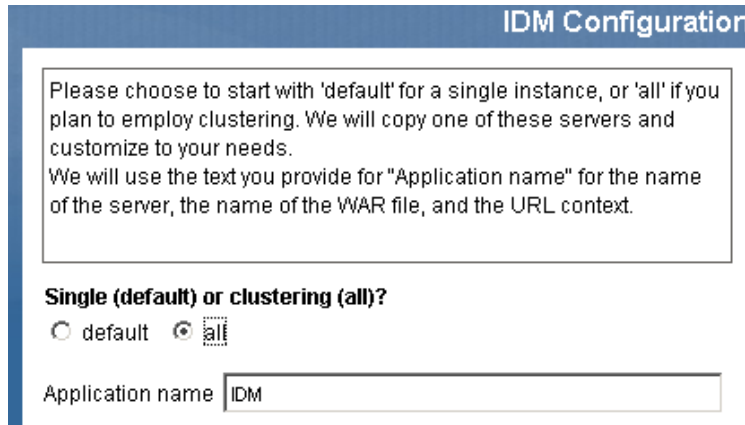 IDM Configuration
Please choose to start with 'default' for a single instance, or 'all' if you
plan to employ clustering. We will copy one of these servers and
customize to your needs.
We will use the text you provide for "Application name" for the name
of the server, the name of the WAR file, and the URL context.
Single (default) or clustering (all)?
default all
Application name IDM